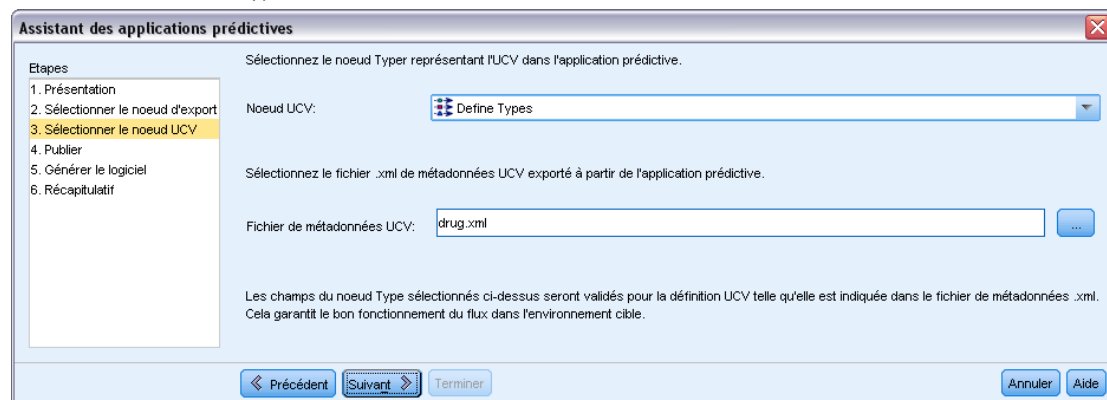 Assistant des applications prédictives
Etapes
1. Présentation
2. Sélectionner le noeud d'export
3. Sélectionner le noeud UCV
4. Publier
5. Générer le logiciel
6. Récapitulatif
Sélectionnez le noeud Typer représentant l'UCV dans l'application prédictive.
Noeud UCV:
Define Types
Sélectionnez le fichier .xml de métadonnées UCV exporté à partir de l'application prédictive.
Fichier de métadonnées UCV:
drug.xml
...
Les champs du noeud Type sélectionnés ci-dessus seront validés pour la définition UCV telle qu'elle est indiquée dans le fichier de métadonnées .xml.
Cela garantit le bon fonctionnement du flux dans l'environnement cible.
Précédent
Suivant
Terminer
Annuler
Aide